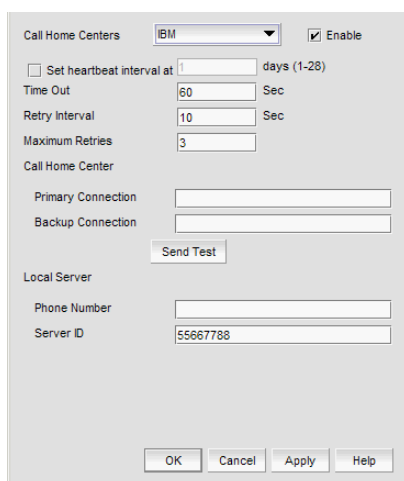 Call Home Centers IBM Enable
Set heartbeat interval at 1 days (1-28)
Time Out 60 Sec
Retry Interval 10 Sec
Maximum Retries 3
Call Home Center
Primary Connection
Backup Connection
Send Test
Local Server
Phone Number
Server ID 55667788
OK Cancel Apply Help